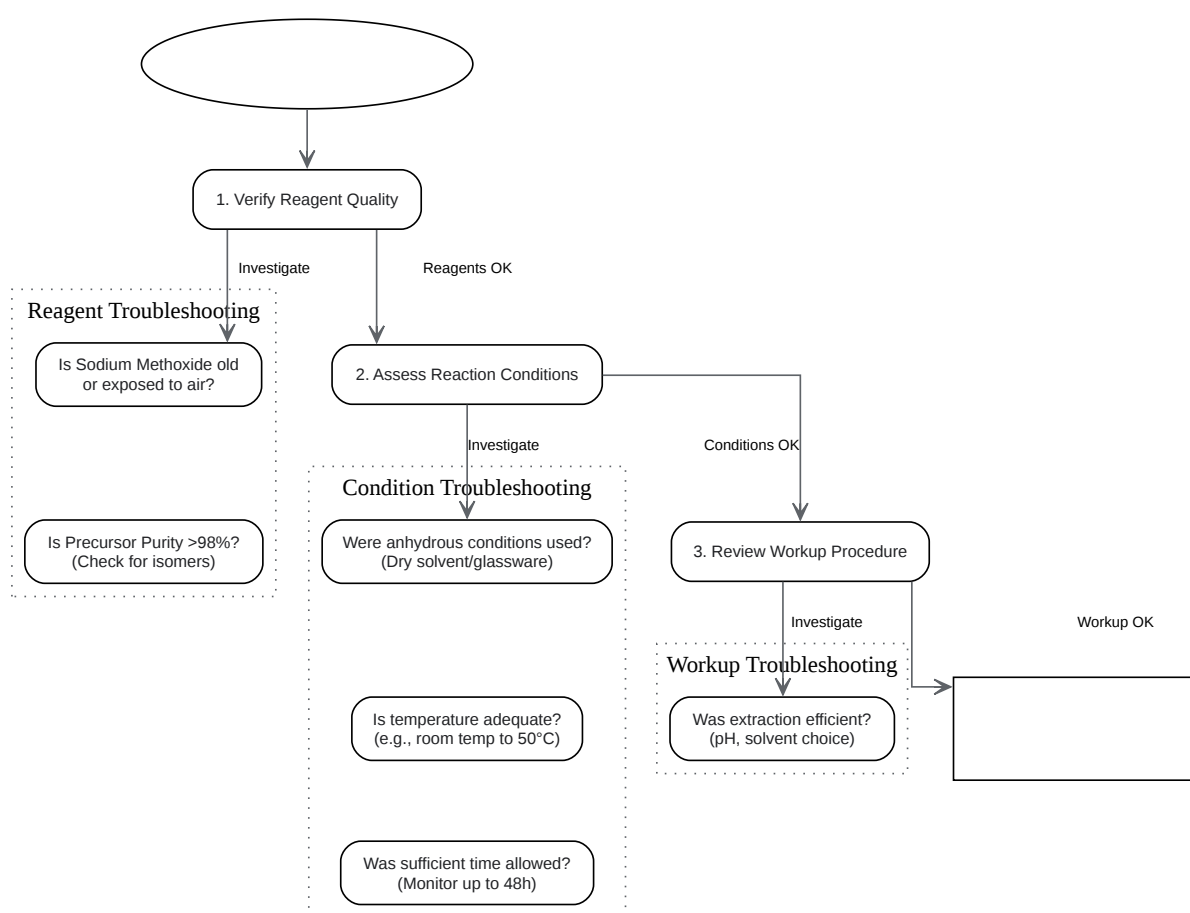 1. Verify Reagent Quality
Investigate
Reagents OK
Reagent Troubleshooting
Is Sodium Methoxide old
or exposed to air?
2. Assess Reaction Conditions
Investigate
Conditions OK
Condition Troubleshooting
Is Precursor Purity >98%?
(Check for isomers)
Were anhydrous conditions used?
(Dry solvent/glassware)
3. Review Workup Procedure
Investigate
Workup OK
Workup Troubleshooting
Is temperature adequate?
(e.g., room temp to 50°C)
Was extraction efficient?
(pH, solvent choice)
Was sufficient time allowed?
(Monitor up to 48h)